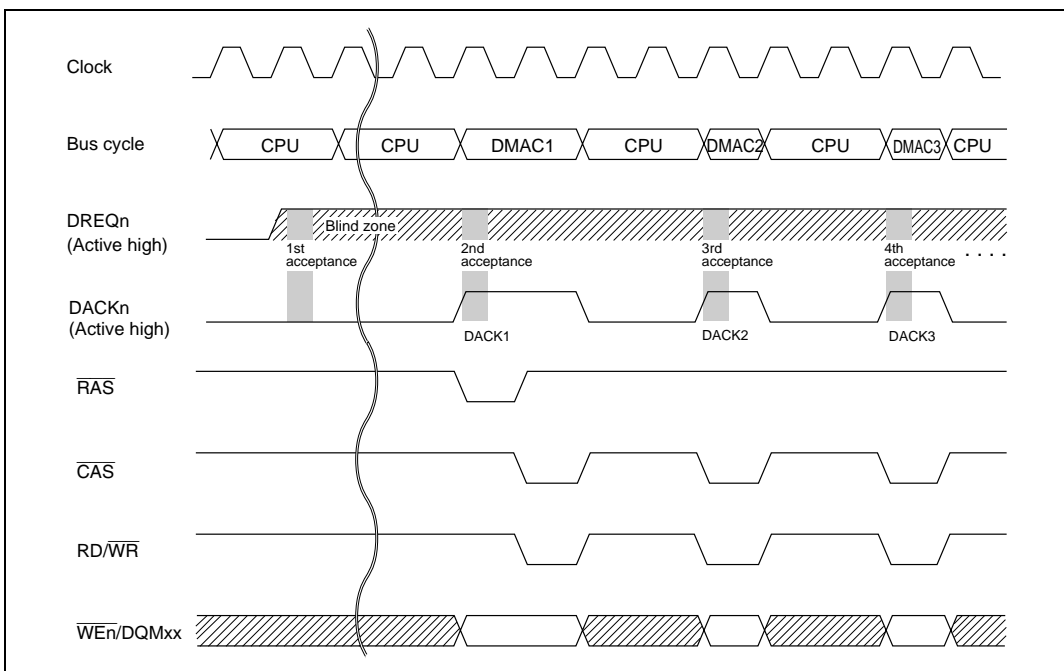 Clock
Bus cycle
CPU CPU DMAC1 CPU DMAC2 CPU DMAC3 CPU
DREQn
(Active high)
Blind zone
1st
acceptance
2nd
acceptance
3rd
acceptance
4th
acceptance
. . . .
DACKn
(Active high)
DACK1 DACK2 DACK3
RAS
CAS
RD/WR
WEn/DQMxx